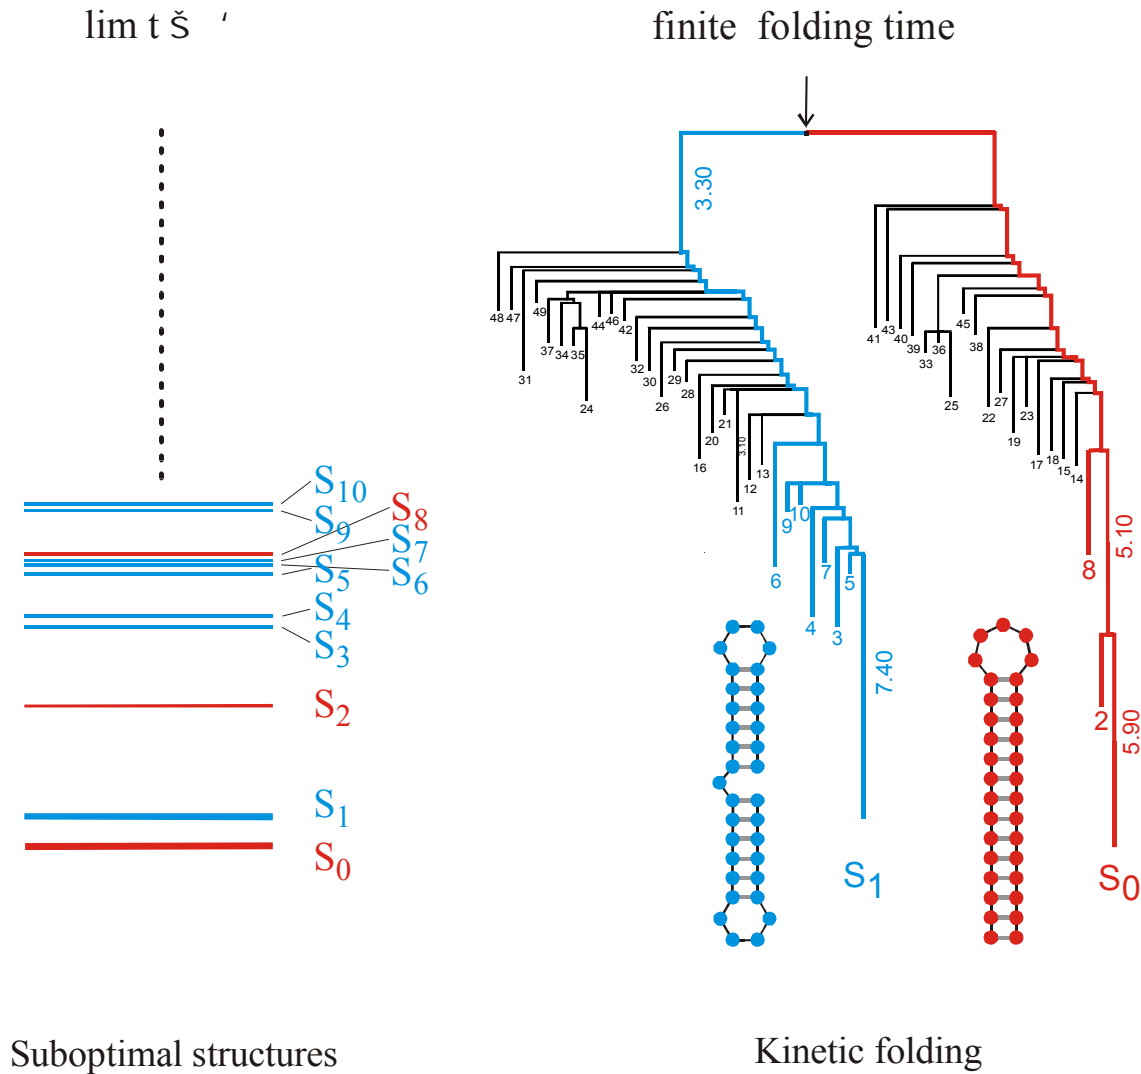 lim t Š ‘
finite folding time
3.30
48 47 31 49 37 34 35 24 44 46 42 32 30 26 29 28 16 20 21 11 3.10 12 13
6 9 10 4 7 3 5
7.40
41 43 40 39 33 36 25 45 38 22 27 19 23 17 18 15 14
8
5.10
2
5.90
S10
S9
S8
S7
S6
S5
S4
S3
S2
S1
S0
S1
S0
Suboptimal structures
Kinetic folding